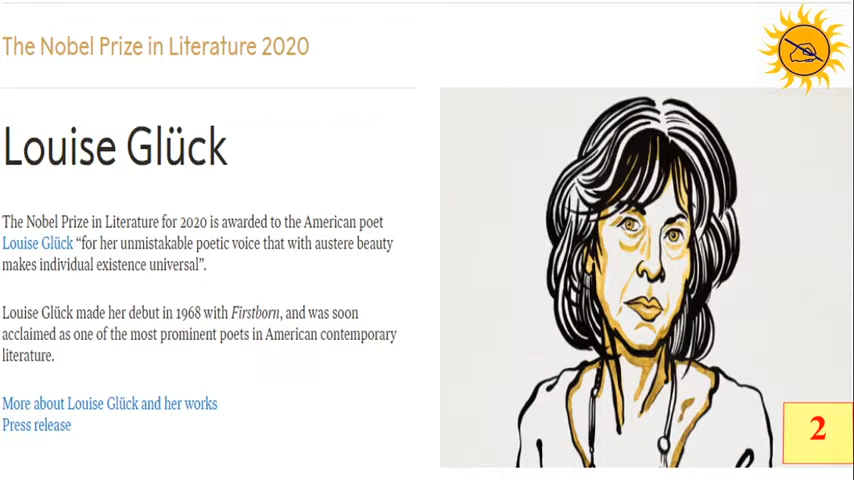 The Nobel Prize in Literature 2020
Louise Glück
The Nobel Prize in Literature for 2020 is awarded to the American poet
Louise Glück “for her unmistakable poetic voice that with austere beauty
makes individual existence universal”.
Louise Glück made her debut in 1968 with Firstborn, and was soon
acclaimed as one of the most prominent poets in American contemporary
literature.
More about Louise Glück and her works
Press release
2